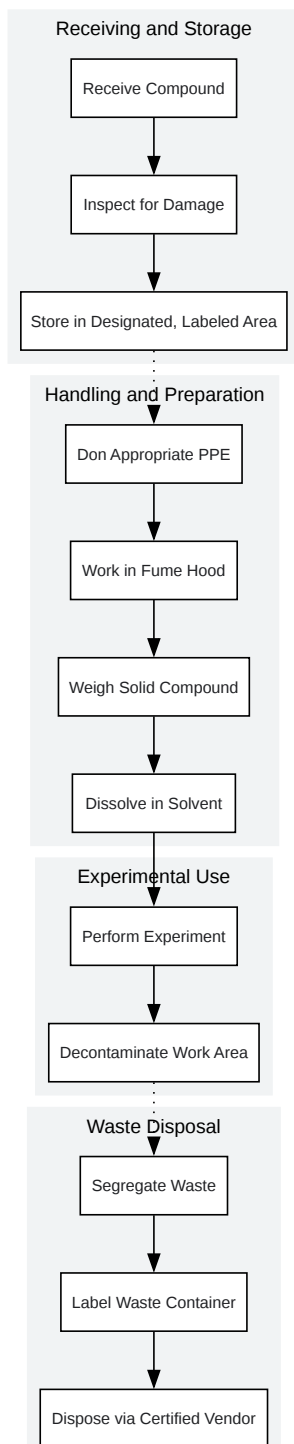 Receiving and Storage
Receive Compound
Inspect for Damage
Store in Designated, Labeled Area
Handling and Preparation
Don Appropriate PPE
Work in Fume Hood
Weigh Solid Compound
Dissolve in Solvent
Experimental Use
Perform Experiment
Decontaminate Work Area
Waste Disposal
Segregate Waste
Label Waste Container
Dispose via Certified Vendor